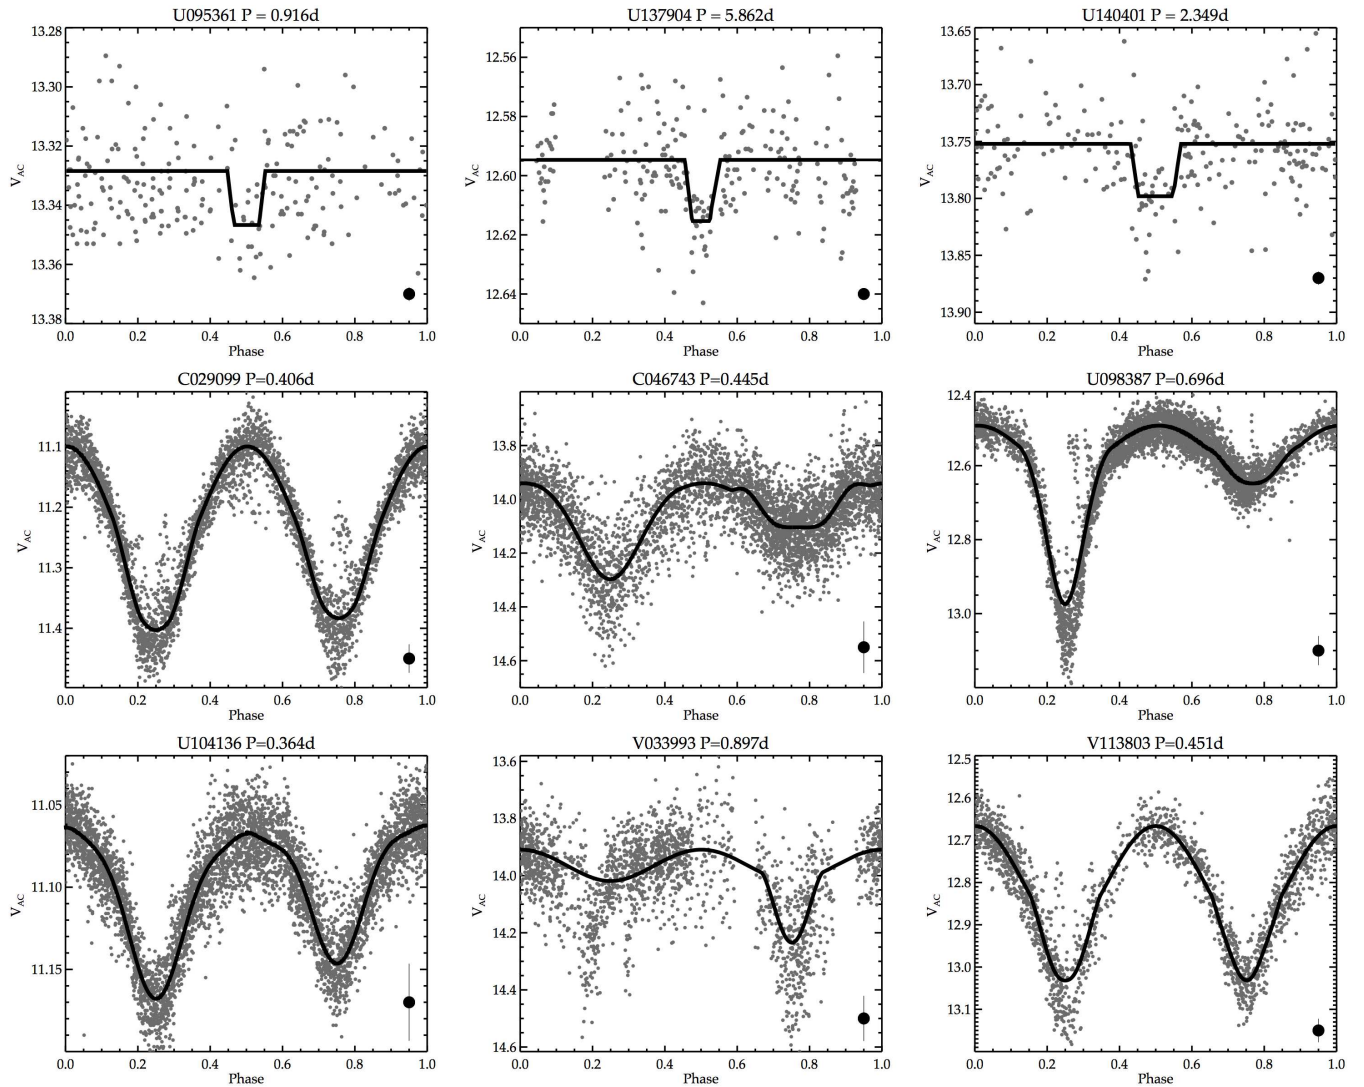 U095361 P = 0.916d
U137904 P = 5.862d
U140401 P = 2.349d
13.28
13.30
13.32
13.34
13.36
13.38
V_AC
0.0 0.2 0.4 0.6 0.8 1.0
Phase
12.56
12.58
12.60
12.62
12.64
V_AC
0.0 0.2 0.4 0.6 0.8 1.0
Phase
13.65
13.70
13.75
13.80
13.85
13.90
V_AC
0.0 0.2 0.4 0.6 0.8 1.0
Phase
C029099 P=0.406d
C046743 P=0.445d
U098387 P=0.696d
11.1
11.2
11.3
11.4
V_AC
0.0 0.2 0.4 0.6 0.8 1.0
Phase
13.8
14.0
14.2
14.4
14.6
V_AC
0.0 0.2 0.4 0.6 0.8 1.0
Phase
12.4
12.6
12.8
13.0
V_AC
0.0 0.2 0.4 0.6 0.8 1.0
Phase
U104136 P=0.364d
V033993 P=0.897d
V113803 P=0.451d
11.05
11.10
11.15
V_AC
0.0 0.2 0.4 0.6 0.8 1.0
Phase
13.6
13.8
14.0
14.2
14.4
14.6
V_AC
0.0 0.2 0.4 0.6 0.8 1.0
Phase
12.5
12.6
12.7
12.8
12.9
13.0
13.1
V_AC
0.0 0.2 0.4 0.6 0.8 1.0
Phase